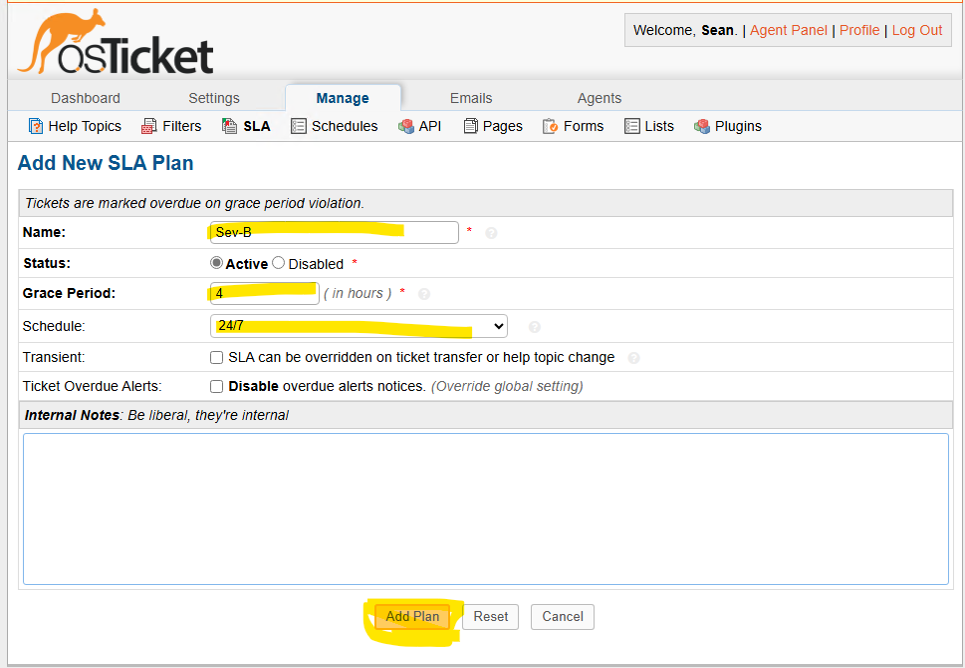 osTicket
Welcome, Sean. | Agent Panel | Profile | Log Out
Dashboard Settings Manage Emails Agents
Help Topics Filters SLA Schedules API Pages Forms Lists Plugins
Add New SLA Plan
Tickets are marked overdue on grace period violation.
Name: Sev-B * ?
Status: Active Disabled *
Grace Period: 4 ( in hours ) * ?
Schedule: 24/7 ?
Transient: SLA can be overridden on ticket transfer or help topic change ?
Ticket Overdue Alerts: Disable overdue alerts notices. (Override global setting)
Internal Notes: Be liberal, they're internal
Add Plan Reset Cancel